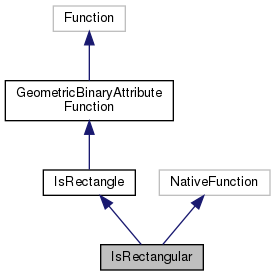 Function
GeometricBinaryAttribute
Function
IsRectangle
NativeFunction
IsRectangular